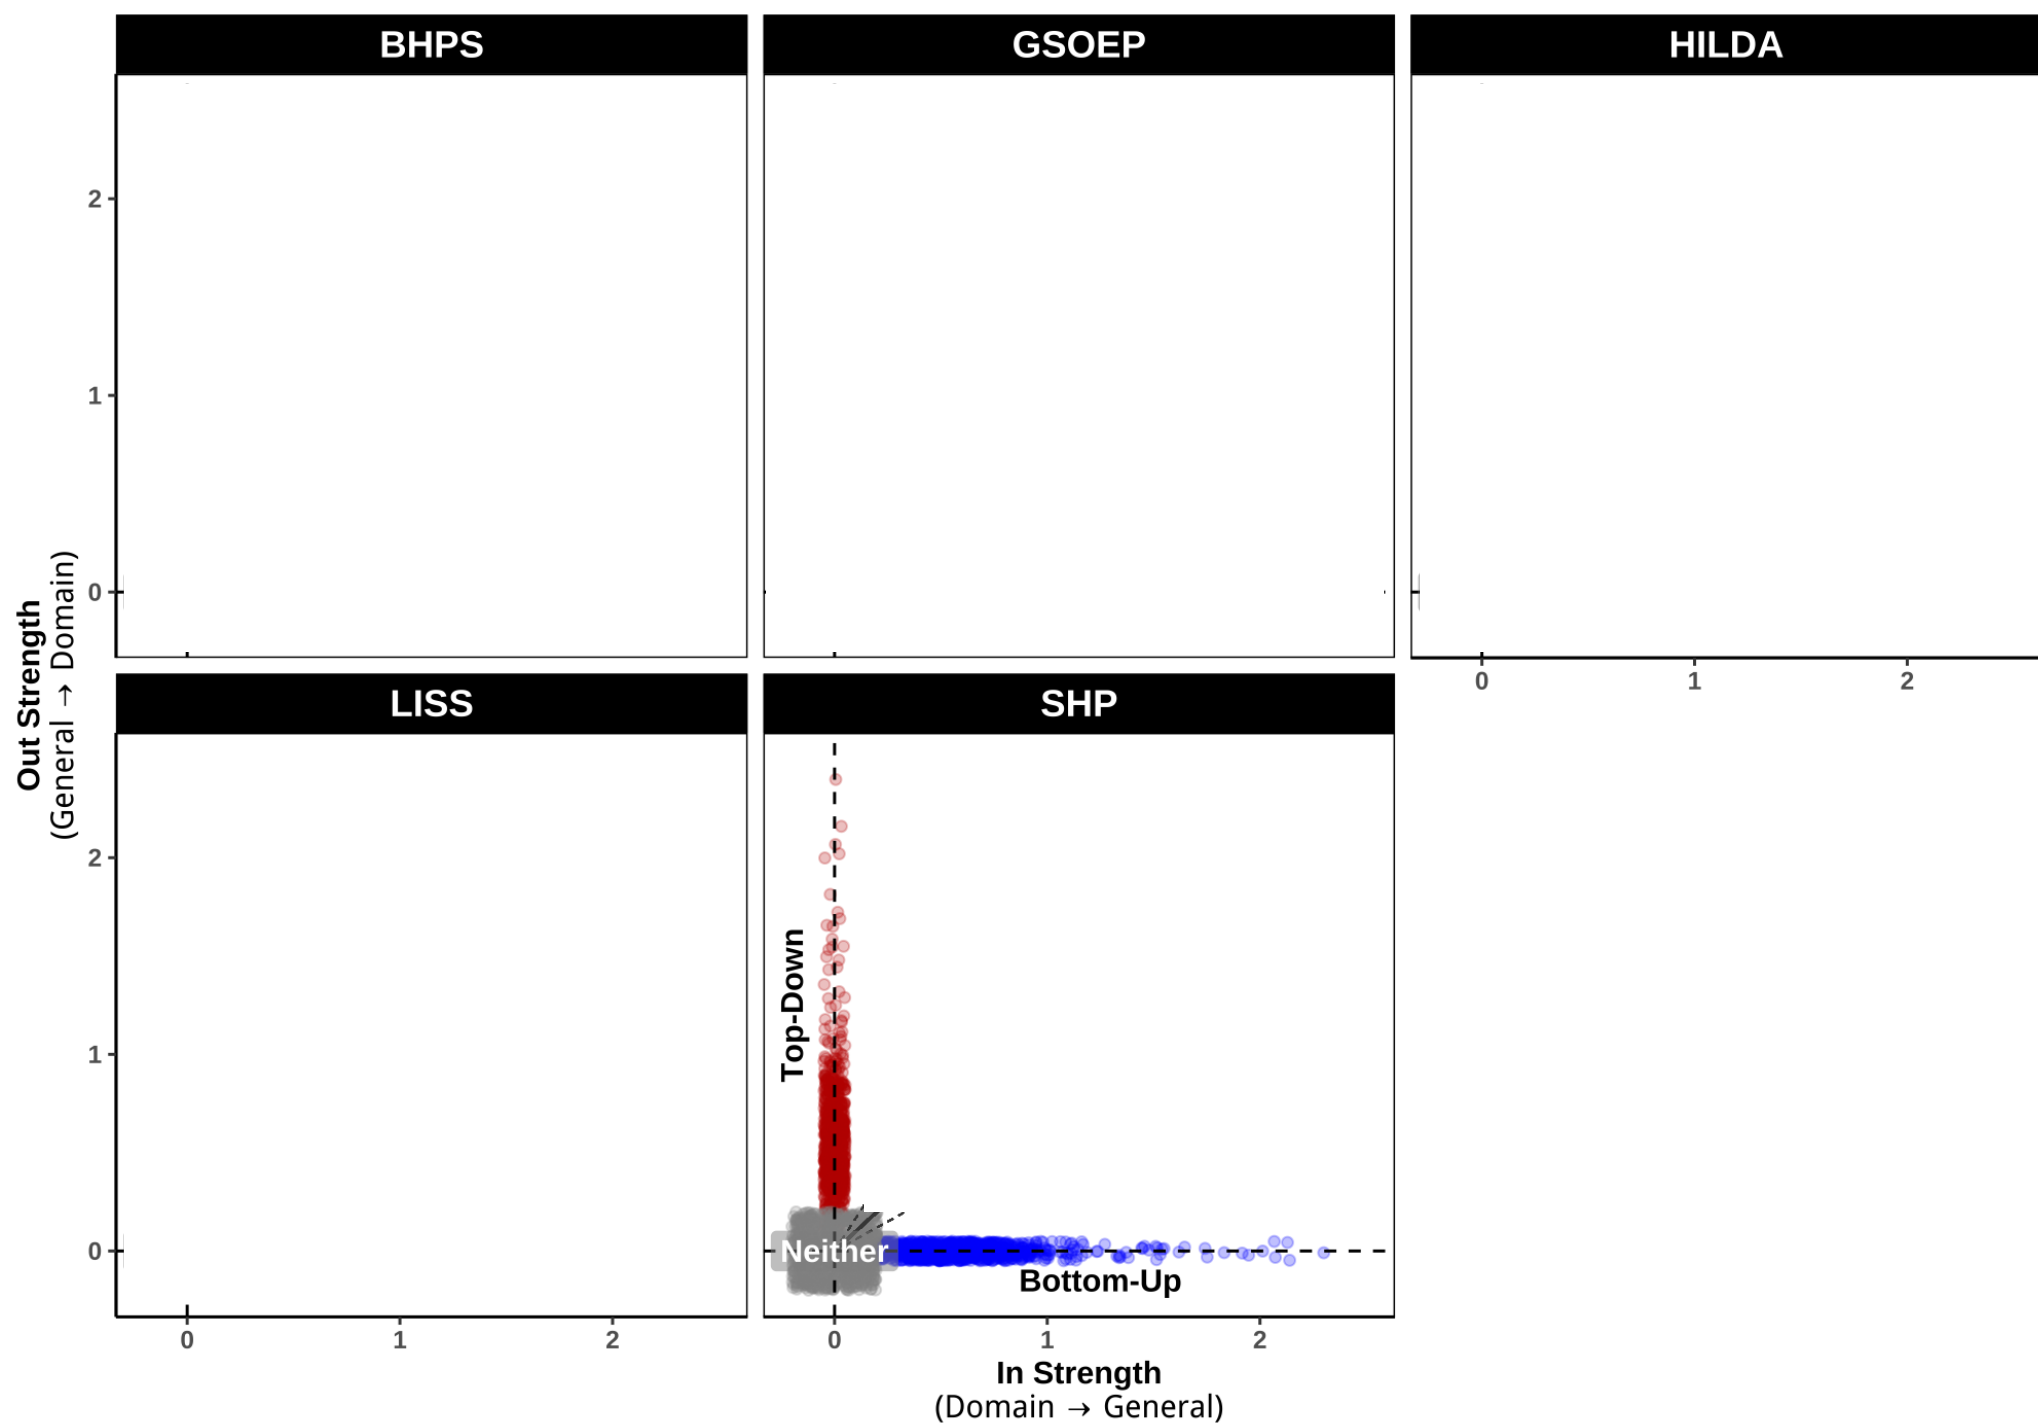 BHPS
GSOEP
HILDA
2
1
0
0
1
2
Out Strength
(General → Domain)
LISS
SHP
2
1
0
Top-Down
Neither
Bottom-Up
0
1
2
0
1
2
In Strength
(Domain → General)